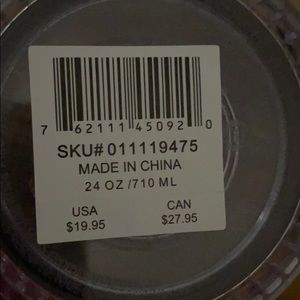 7 62111 45092 0
SKU# 011119475
MADE IN CHINA
24 OZ /710 ML
USA CAN
$19.95 $27.95